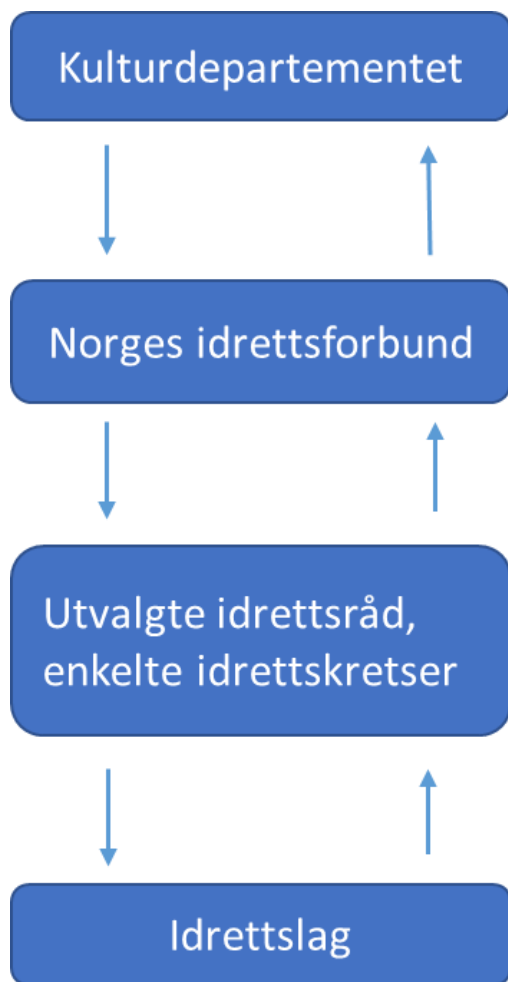 Kulturdepartementet
Norges idrettsforbund
Utvalgte idrettsråd,
enkelte idrettskretser
Idrettslag